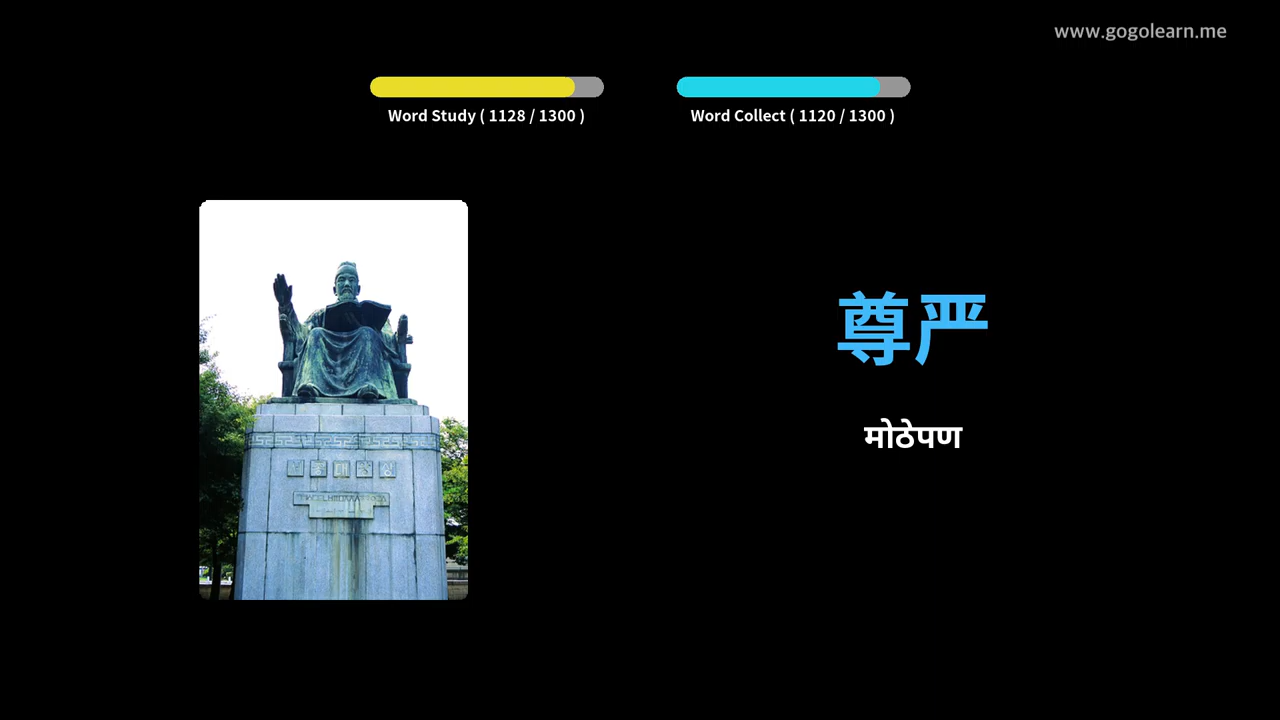 www.gogolearn.me
Word Study ( 1128 / 1300 )
Word Collect ( 1120 / 1300 )
尊严
मोठेपण